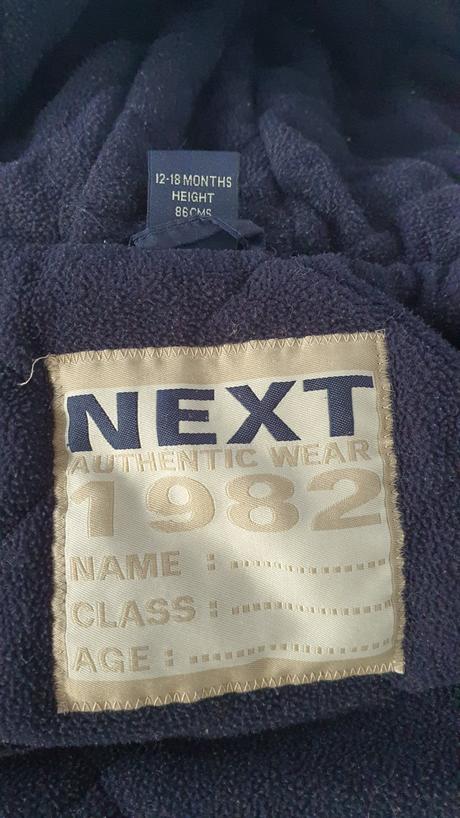 12-18 MONTHS
HEIGHT
86CMS
NEXT
AUTHENTIC WEAR
1982
NAME :
CLASS :
AGE :